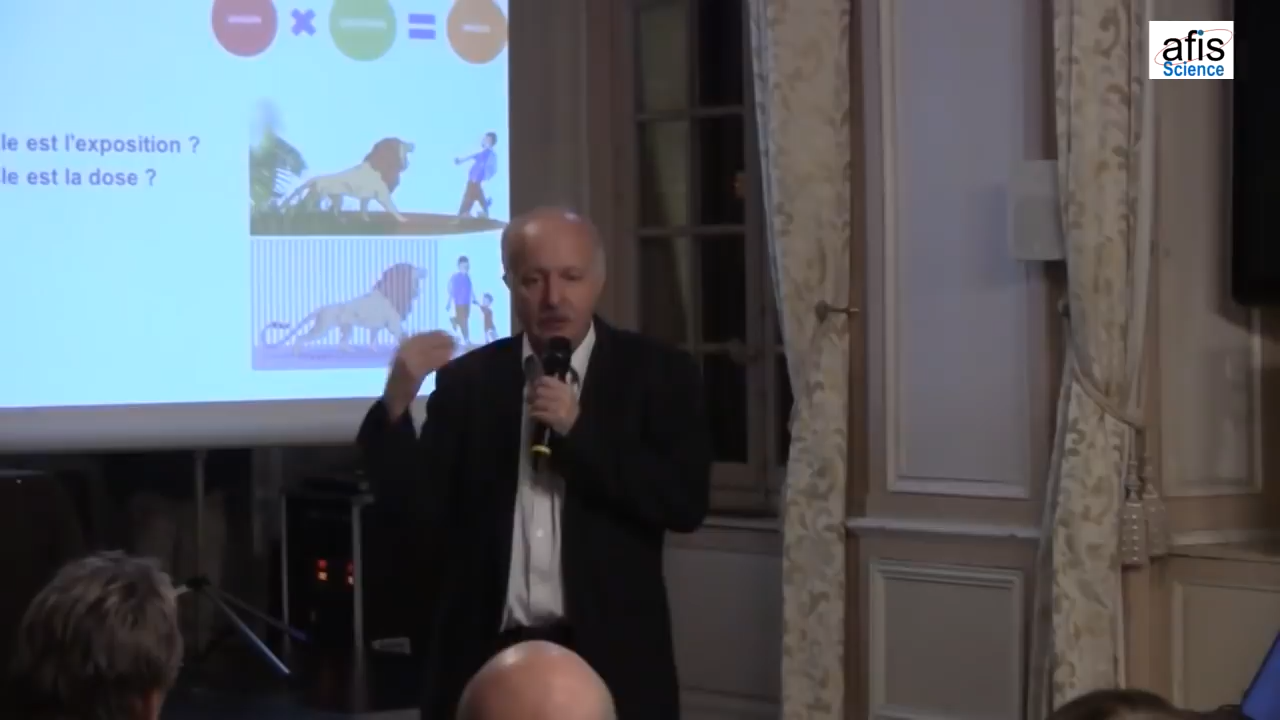 afis
Science
le est l'exposition ?
le est la dose ?